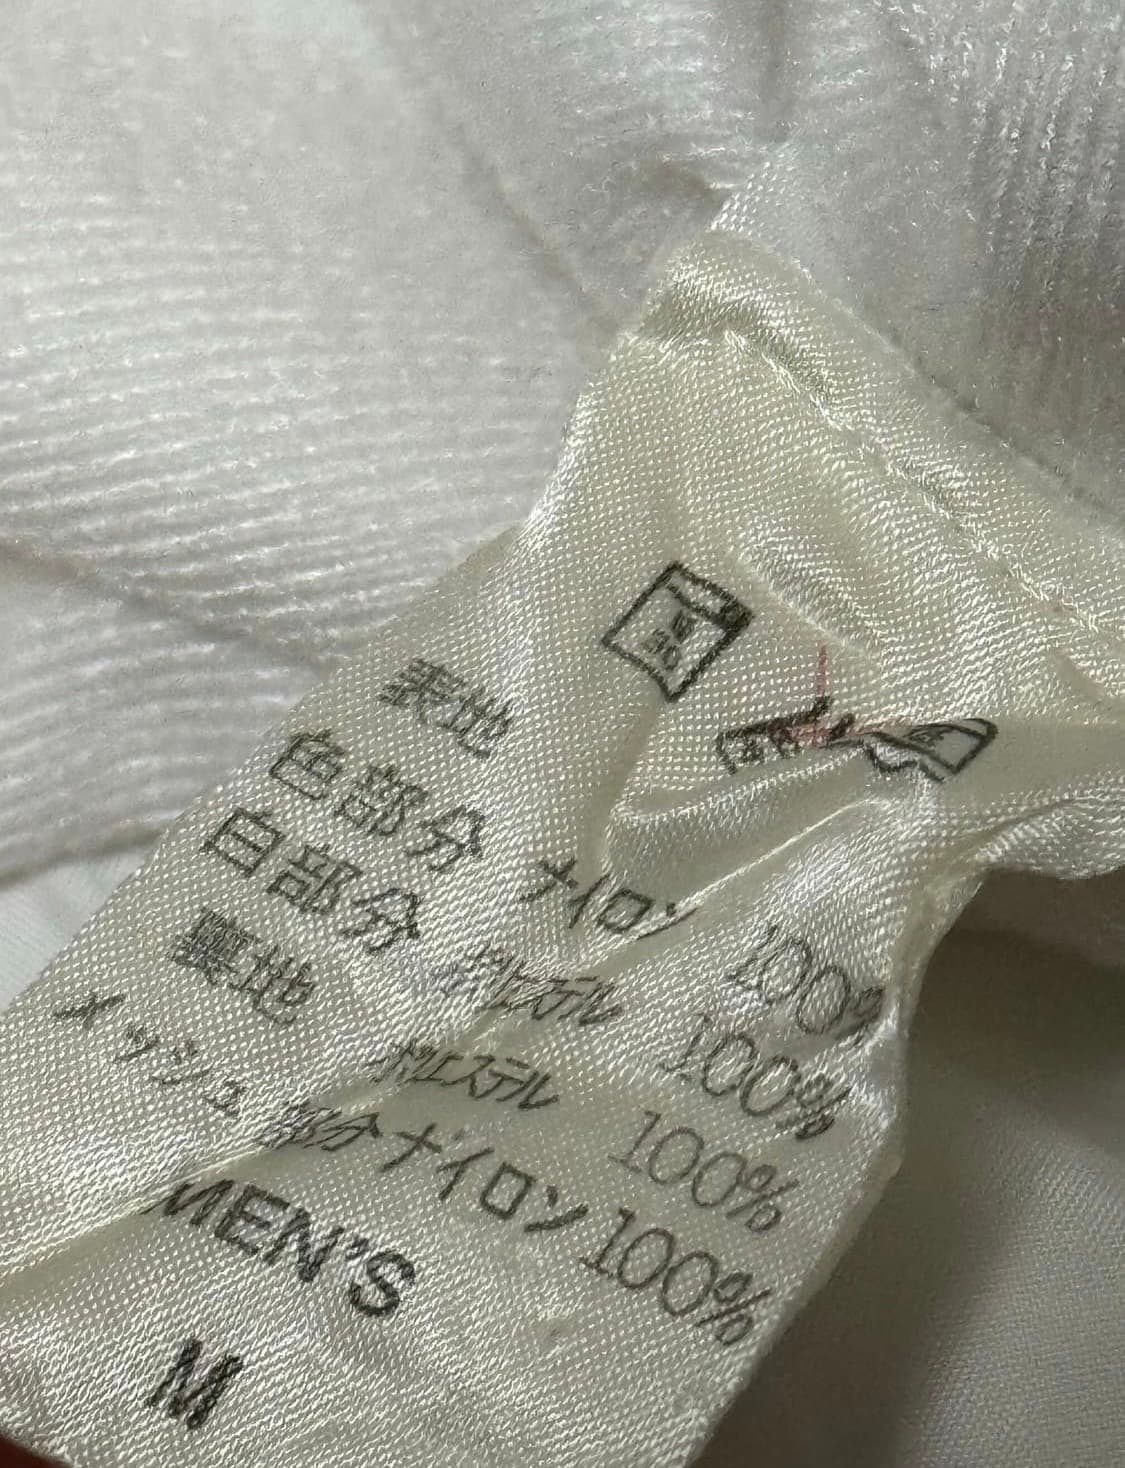 表地
色部分 ナイロン 100%
白部分 ポリエステル 100%
裏地 ポリエステル 100%
メッシュ部分 ナイロン 100%
MEN'S
M